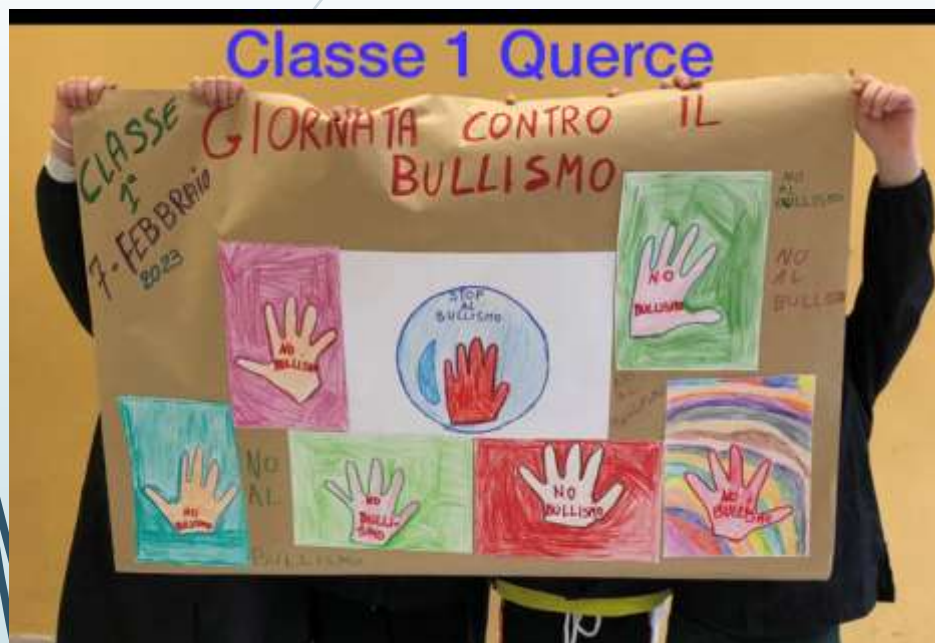 Classe 1 Querce
CLASSE
1°
7 - FEBBRAIO
2023
GIORNATA CONTRO IL
BULLISMO
NO
AL
BULLISMO
NO
AL
BULLISMO
NO
BULLISMO
STOP
AL
BULLISMO
NO
BULLISMO
NO
BULLISMO
NO
AL
BULLISMO
NO
BULLI-
SMO
NO
BULLISMO
NO
BULLISMO